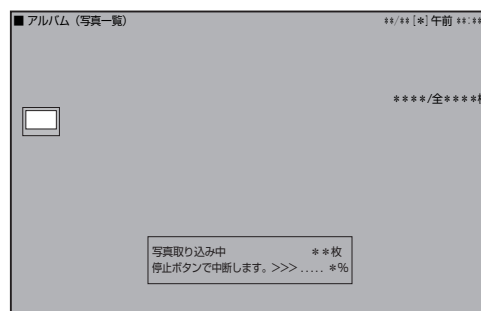 ■ アルバム（写真一覧） **/** [*] 午前 **:**
****/全****枚
写真取り込み中 **枚
停止ボタンで中断します。>>>..... *%